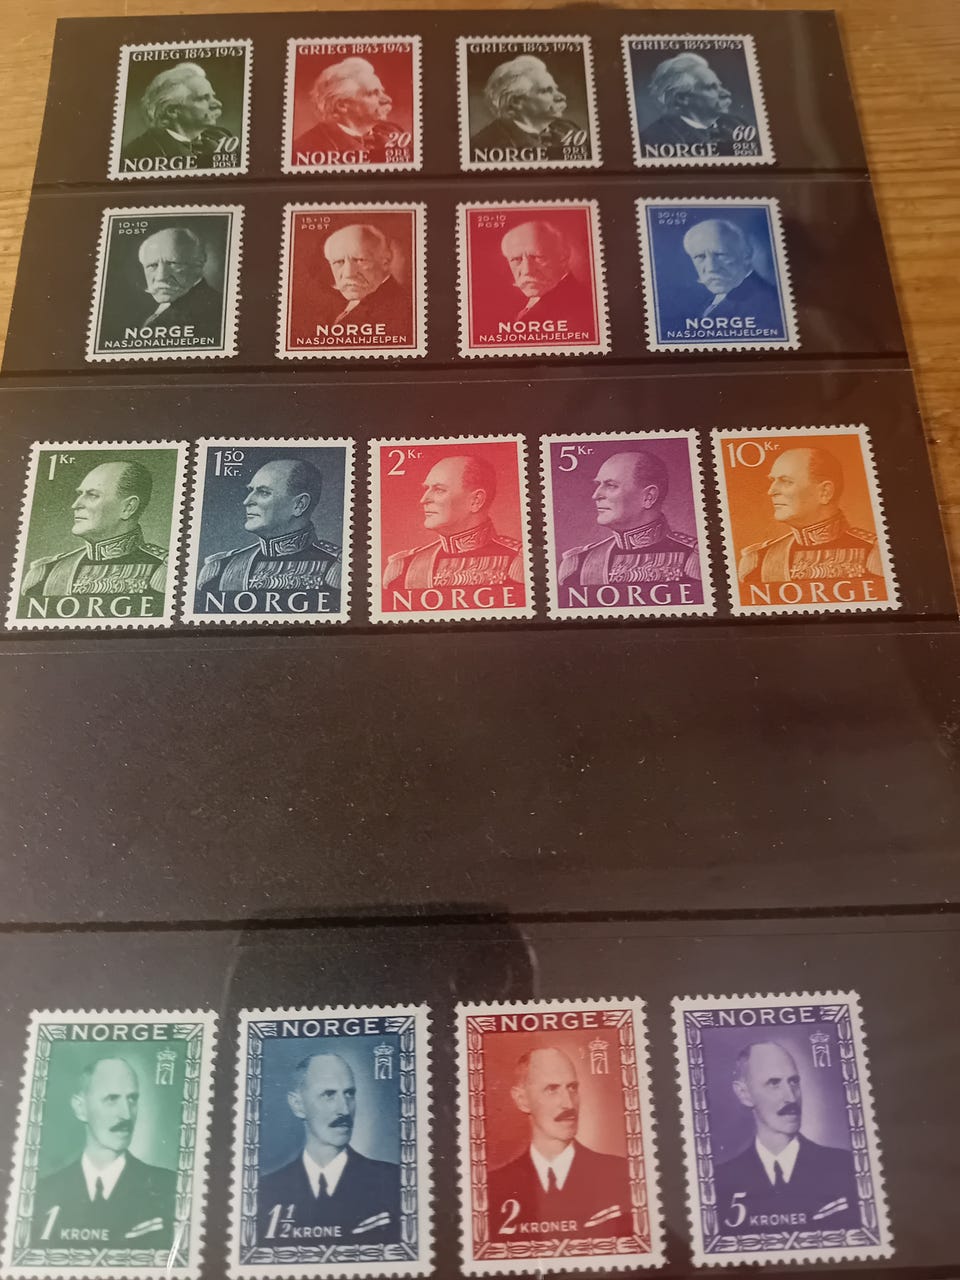 GRIEG 1843-1943
10
ØRE
NORGE POST
GRIEG 1843-1943
20
ØRE
NORGE POST
GRIEG 1843-1943
40
ØRE
NORGE POST
GRIEG 1843-1943
60
ØRE
NORGE POST
10+10
POST
NORGE
NASJONALHJELPEN
15+10
POST
NORGE
NASJONALHJELPEN
20+10
POST
NORGE
NASJONALHJELPEN
30+10
POST
NORGE
NASJONALHJELPEN
1 Kr.
NORGE
1 50 Kr.
NORGE
2 Kr.
NORGE
5 Kr.
NORGE
10 Kr.
NORGE
NORGE
1 KRONE
NORGE
1½ KRONE
NORGE
2 KRONER
NORGE
5 KRONER